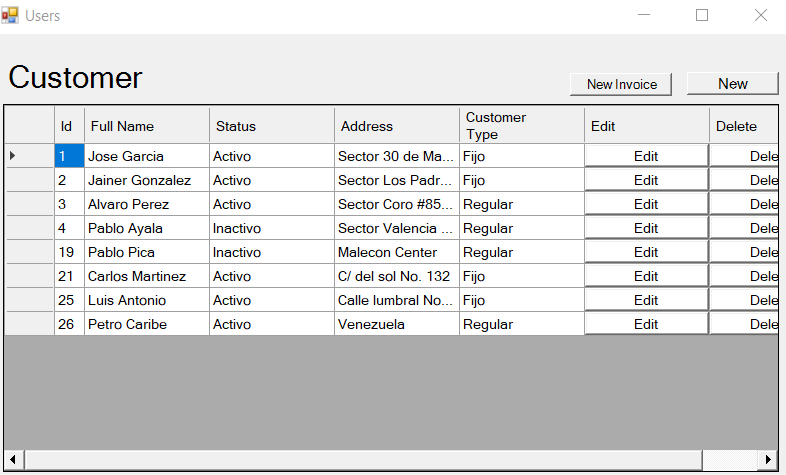 Users
Customer
New Invoice New
Id Full Name Status Address Customer Type Edit Delete
1 Jose Garcia Activo Sector 30 de Ma... Fijo Edit Dele
2 Jainer Gonzalez Activo Sector Los Padr... Fijo Edit Dele
3 Alvaro Perez Activo Sector Coro #85... Regular Edit Dele
4 Pablo Ayala Inactivo Sector Valencia ... Regular Edit Dele
19 Pablo Pica Inactivo Malecon Center Regular Edit Dele
21 Carlos Martinez Activo C/ del sol No. 132 Fijo Edit Dele
25 Luis Antonio Activo Calle lumbral No... Fijo Edit Dele
26 Petro Caribe Activo Venezuela Regular Edit Dele